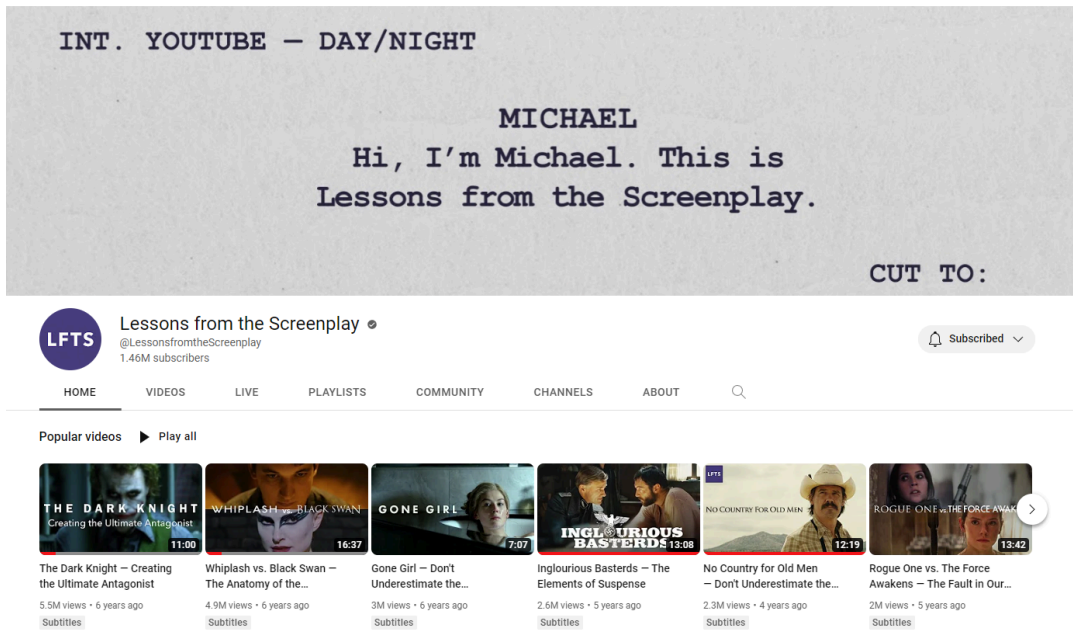 INT. YOUTUBE — DAY/NIGHT
MICHAEL
Hi, I'm Michael. This is
Lessons from the Screenplay.
CUT TO:
LFTS
Lessons from the Screenplay
@LessonsfromtheScreenplay
1.46M subscribers
Subscribed
HOME VIDEOS LIVE PLAYLISTS COMMUNITY CHANNELS ABOUT
Popular videos Play all
THE DARK KNIGHT
Creating the Ultimate Antagonist
11:00
WHIPLASH vs. BLACK SWAN
16:37
GONE GIRL
7:07
INGLOURIOUS
BASTERDS
13:08
LFTS
NO COUNTRY FOR OLD MEN
12:19
ROGUE ONE vs. THE FORCE AWAK
13:42
The Dark Knight — Creating
the Ultimate Antagonist
5.5M views • 6 years ago
Subtitles
Whiplash vs. Black Swan —
The Anatomy of the...
4.9M views • 6 years ago
Subtitles
Gone Girl — Don't
Underestimate the...
3M views • 6 years ago
Subtitles
Inglourious Basterds — The
Elements of Suspense
2.6M views • 5 years ago
Subtitles
No Country for Old Men
— Don't Underestimate the...
2.3M views • 4 years ago
Subtitles
Rogue One vs. The Force
Awakens — The Fault in Our...
2M views • 5 years ago
Subtitles